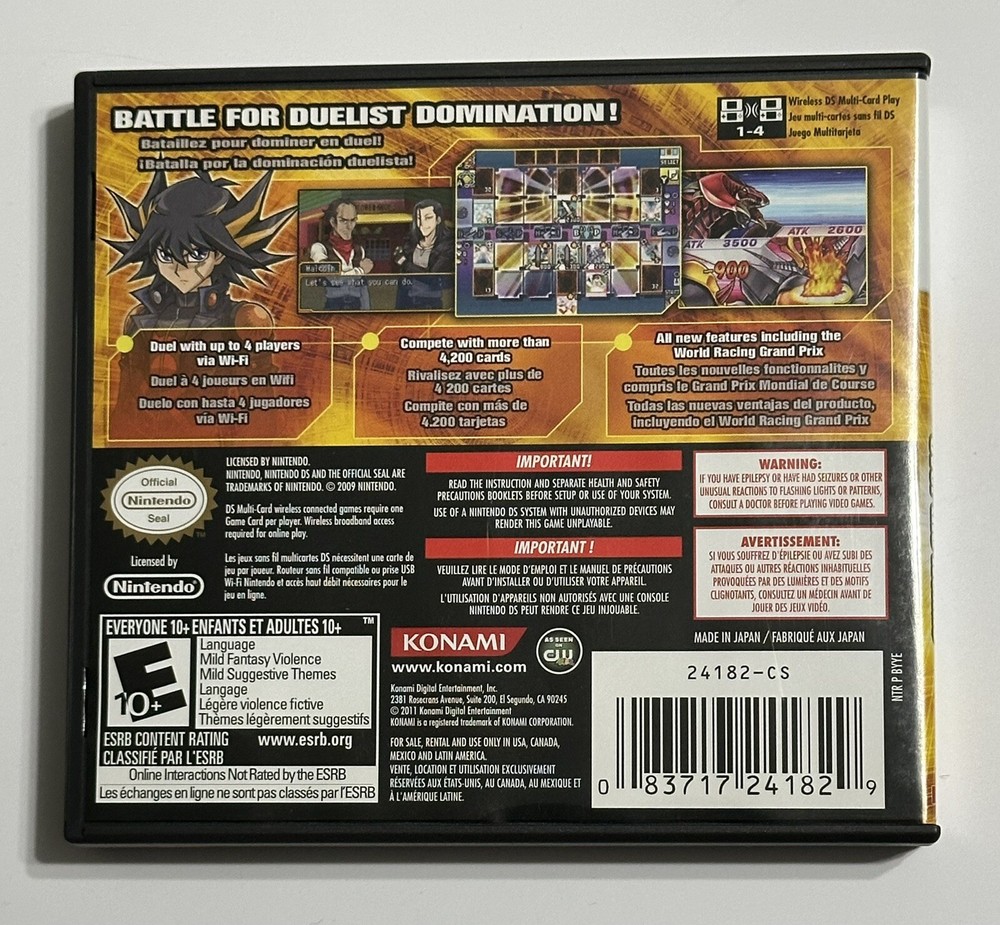 BATTLE FOR DUELIST DOMINATION!
Bataillez pour dominer en duel!
¡Batalla por la dominación duelista!
1-4
Wireless DS Multi-Card Play
Jeu multi-cartes sans fil DS
Juego Multitarjeta
Malcolm
Let's see what you can do.
SELECT
START
ATK 3500
ATK 2600
-900
Duel with up to 4 players
via Wi-Fi
Duel à 4 joueurs en Wifi
Duelo con hasta 4 jugadores
via Wi-Fi
Compete with more than
4,200 cards
Rivalisez avec plus de
4 200 cartes
Compite con más de
4.200 tarjetas
All new features including the
World Racing Grand Prix
Toutes les nouvelles fonctionnalites y
compris le Grand Prix Mondial de Course
Todas las nuevas ventajas del producto,
incluyendo el World Racing Grand Prix
Official
Nintendo
Seal
TM
Licensed by
Nintendo®
LICENSED BY NINTENDO.
NINTENDO, NINTENDO DS AND THE OFFICIAL SEAL ARE
TRADEMARKS OF NINTENDO. © 2009 NINTENDO.
DS Multi-Card wireless connected games require one
Game Card per player. Wireless broadband access
required for online play.
Les jeux sans fil multicartes DS nécessitent une carte de
jeu par joueur. Routeur sans fil compatible ou prise USB
Wi-Fi Nintendo et accès haut débit nécessaires pour le
jeu en ligne.
IMPORTANT!
READ THE INSTRUCTION AND SEPARATE HEALTH AND SAFETY
PRECAUTIONS BOOKLETS BEFORE SETUP OR USE OF YOUR SYSTEM.
USE OF A NINTENDO DS SYSTEM WITH UNAUTHORIZED DEVICES MAY
RENDER THIS GAME UNPLAYABLE.
IMPORTANT !
VEUILLEZ LIRE LE MODE D'EMPLOI ET LE MANUEL DE PRÉCAUTIONS
AVANT D'INSTALLER OU D'UTILISER VOTRE APPAREIL.
L'UTILISATION D'APPAREILS NON AUTORISÉS AVEC UNE CONSOLE
NINTENDO DS PEUT RENDRE CE JEU INJOUABLE.
WARNING:
IF YOU HAVE EPILEPSY OR HAVE HAD SEIZURES OR OTHER
UNUSUAL REACTIONS TO FLASHING LIGHTS OR PATTERNS,
CONSULT A DOCTOR BEFORE PLAYING VIDEO GAMES.
AVERTISSEMENT:
SI VOUS SOUFFREZ D'ÉPILEPSIE OU AVEZ SUBI DES
ATTAQUES OU AUTRES RÉACTIONS INHABITUELLES
PROVOQUÉES PAR DES LUMIÈRES ET DES MOTIFS
CLIGNOTANTS, CONSULTEZ UN MÉDECIN AVANT DE
JOUER DES JEUX VIDÉO.
EVERYONE 10+ ENFANTS ET ADULTES 10+ ™
E
10+
Language
Mild Fantasy Violence
Mild Suggestive Themes
Langage
Légère violence fictive
Thèmes légèrement suggestifs
ESRB CONTENT RATING www.esrb.org
CLASSIFIÉ PAR L'ESRB
Online Interactions Not Rated by the ESRB
Les échanges en ligne ne sont pas classés par l'ESRB
KONAMI
www.konami.com
AS SEEN
ON
CW
Konami Digital Entertainment, Inc.
2381 Rosecrans Avenue, Suite 200, El Segundo, CA 90245
© 2011 Konami Digital Entertainment
KONAMI is a registered trademark of KONAMI CORPORATION.
FOR SALE, RENTAL AND USE ONLY IN USA, CANADA,
MEXICO AND LATIN AMERICA.
VENTE, LOCATION ET UTILISATION EXCLUSIVEMENT
RÉSERVÉES AUX ÉTATS-UNIS, AU CANADA, AU MEXIQUE ET
À L'AMÉRIQUE LATINE.
MADE IN JAPAN / FABRIQUÉ AUX JAPAN
24182-CS
0 83717 24182 9
NTR P BYYE